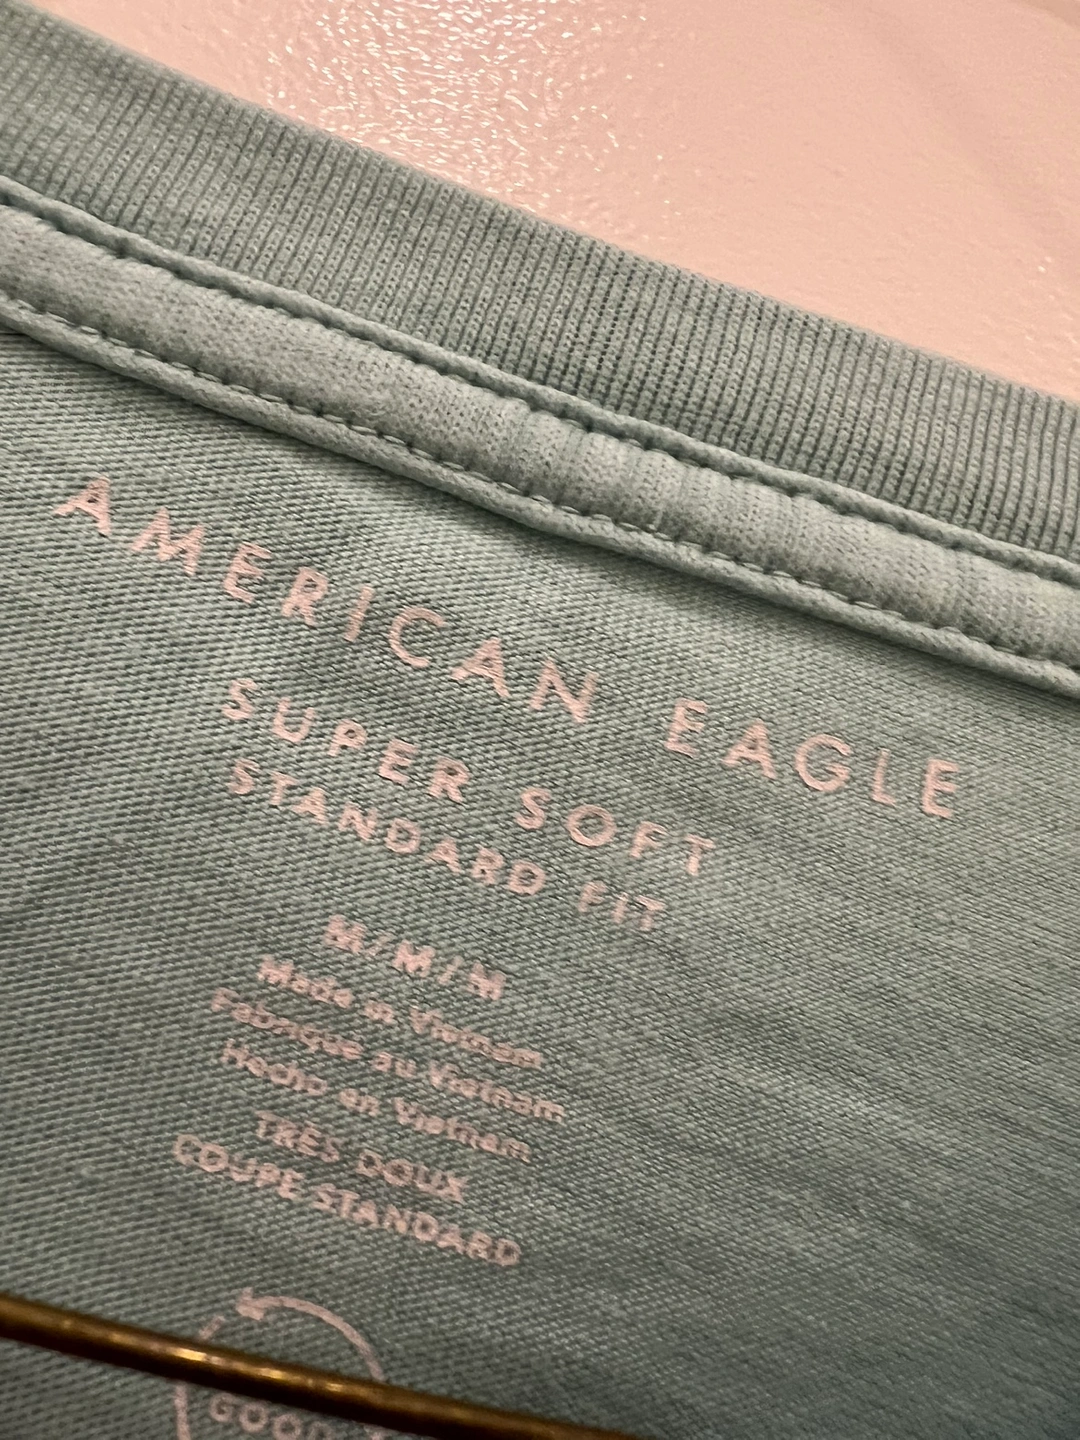 AMERICAN EAGLE
SUPER SOFT
STANDARD FIT
M/M/M
Made in Vietnam
Fabriqué au Vietnam
Hecho en Vietnam
TRÈS DOUX
COUPE STANDARD
GOOD